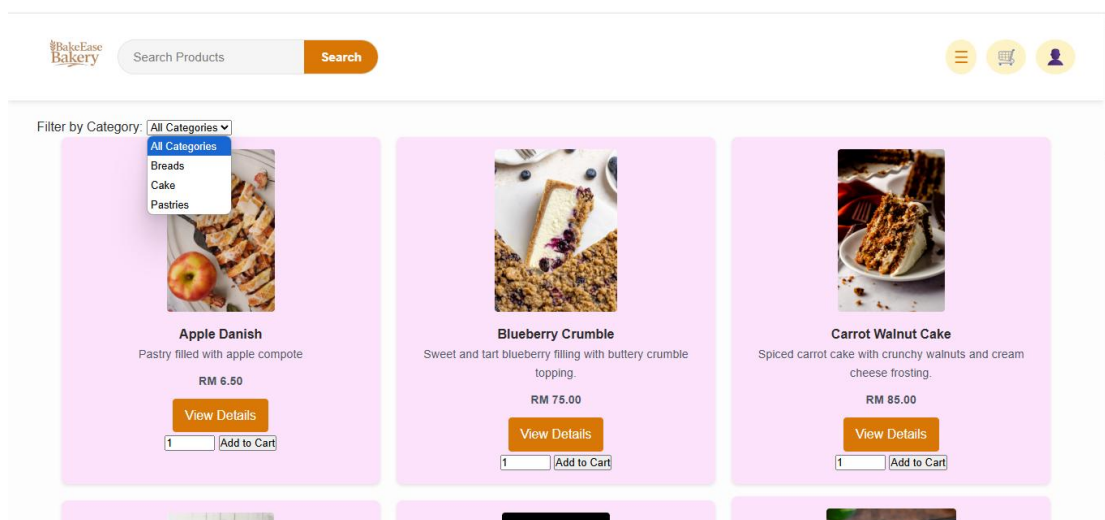 BakeEase
Bakery
Search Products
Search
Filter by Category:
All Categories
All Categories
Breads
Cake
Pastries
Apple Danish
Pastry filled with apple compote
RM 6.50
View Details
1
Add to Cart
Blueberry Crumble
Sweet and tart blueberry filling with buttery crumble
topping.
RM 75.00
View Details
1
Add to Cart
Carrot Walnut Cake
Spiced carrot cake with crunchy walnuts and cream
cheese frosting.
RM 85.00
View Details
1
Add to Cart